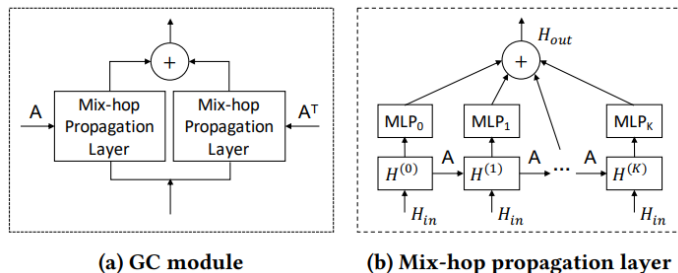 +
A
Mix-hop
Propagation
Layer
Mix-hop
Propagation
Layer
Aᵀ
(a) GC module
H_out
+
MLP₀
MLP₁
MLP_K
H⁽⁰⁾
A
H⁽¹⁾
A
...
A
H⁽ᴷ⁾
H_in
H_in
H_in
(b) Mix-hop propagation layer